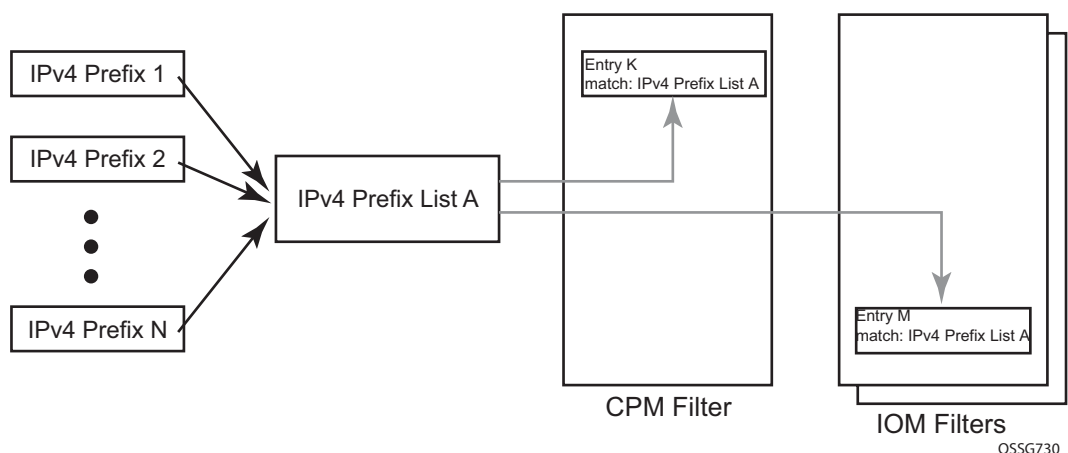 IPv4 Prefix 1
IPv4 Prefix 2
IPv4 Prefix N
IPv4 Prefix List A
Entry K
match: IPv4 Prefix List A
CPM Filter
Entry M
match: IPv4 Prefix List A
IOM Filters
OSSG730